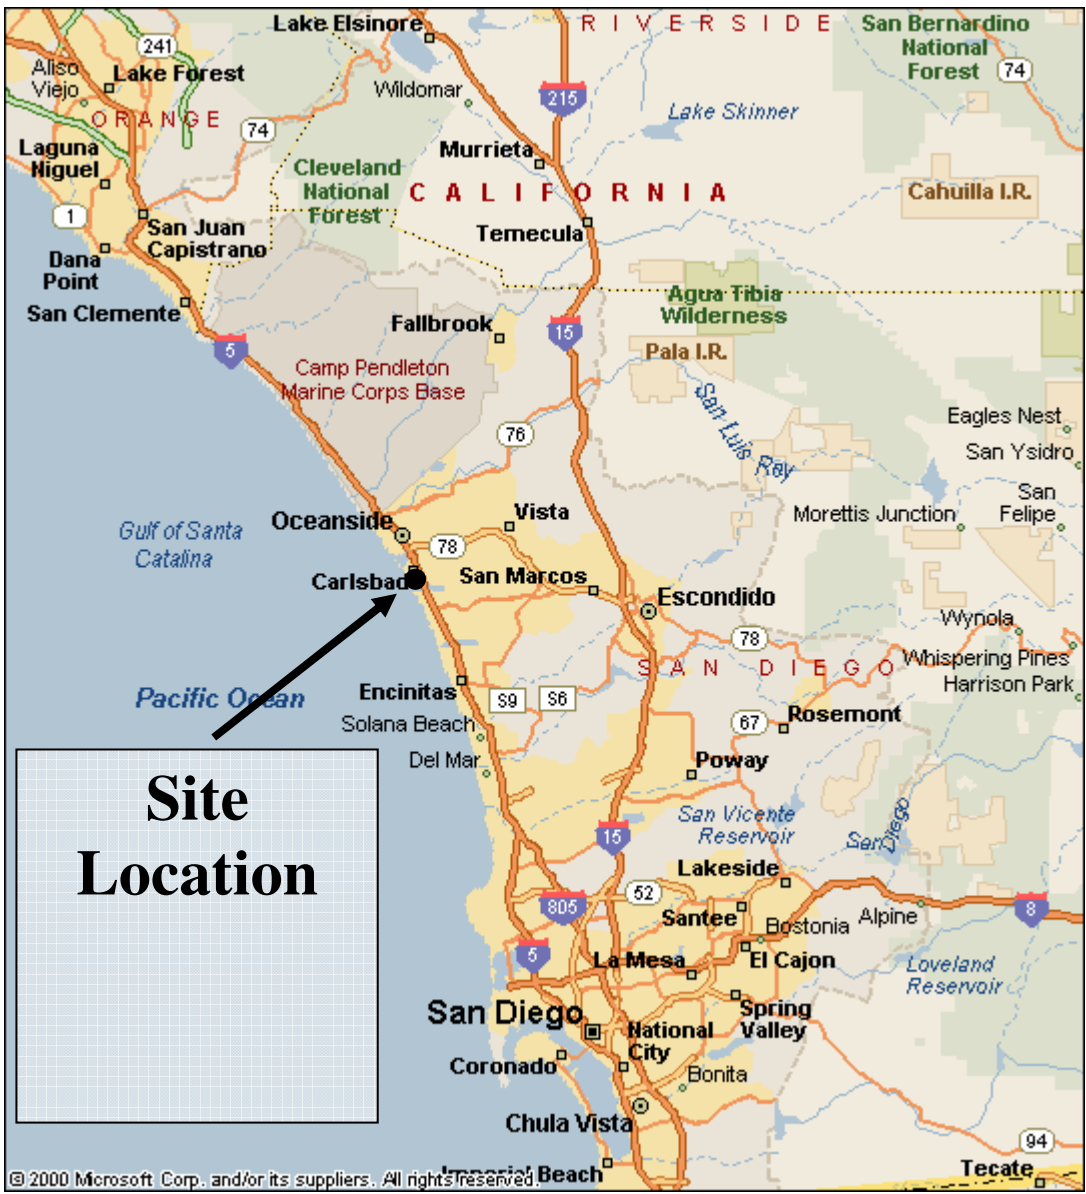 Lake Elsinore
RIVERSIDE
San Bernardino
National
Forest
74
241
Aliso
Viejo
Lake Forest
Wildomar
215
Lake Skinner
ORANGE
74
Laguna
Niguel
Murrieta
Cleveland
National
Forest
CALIFORNIA
Cahuilla I.R.
1
San Juan
Capistrano
Temecula
Dana
Point
San Clemente
Agua Tibia
Wilderness
Fallbrook
15
5
Pala I.R.
Camp Pendleton
Marine Corps Base
San Luis Rey
Eagles Nest
76
San Ysidro
San
Felipe
Morettis Junction
Oceanside
Vista
Gulf of Santa
Catalina
78
Carlsbad
San Marcos
Escondido
Wynola
78
SAN DIEGO
Whispering Pines
Harrison Park
Encinitas
S9
S6
Pacific Ocean
Solana Beach
67
Rosemont
Del Mar
Poway
Site
Location
San Vicente
Reservoir
San Diego
15
Lakeside
52
805
Santee
Bostonia
Alpine
8
5
La Mesa
El Cajon
Loveland
Reservoir
San Diego
National
City
Spring
Valley
Coronado
Bonita
Chula Vista
94
Imperial Beach
Tecate
© 2000 Microsoft Corp. and/or its suppliers. All rights reserved.